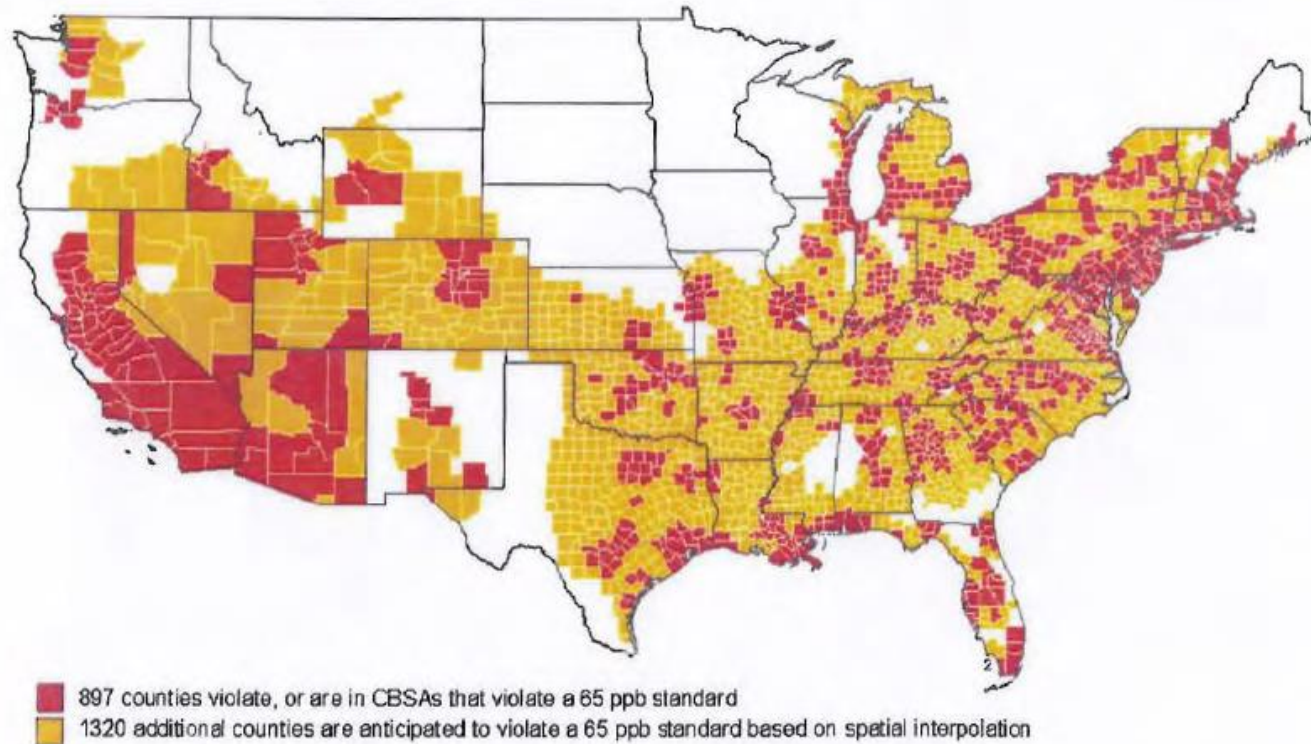 2
897 counties violate, or are in CBSAs that violate a 65 ppb standard
1320 additional counties are anticipated to violate a 65 ppb standard based on spatial interpolation